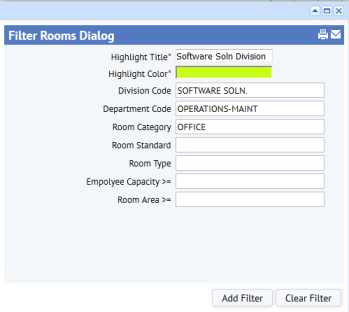 Filter Rooms Dialog
Highlight Title* Software Soln Division
Highlight Color*
Division Code SOFTWARE SOLN.
Department Code OPERATIONS-MAINT
Room Category OFFICE
Room Standard
Room Type
Empolyee Capacity >=
Room Area >=
Add Filter Clear Filter